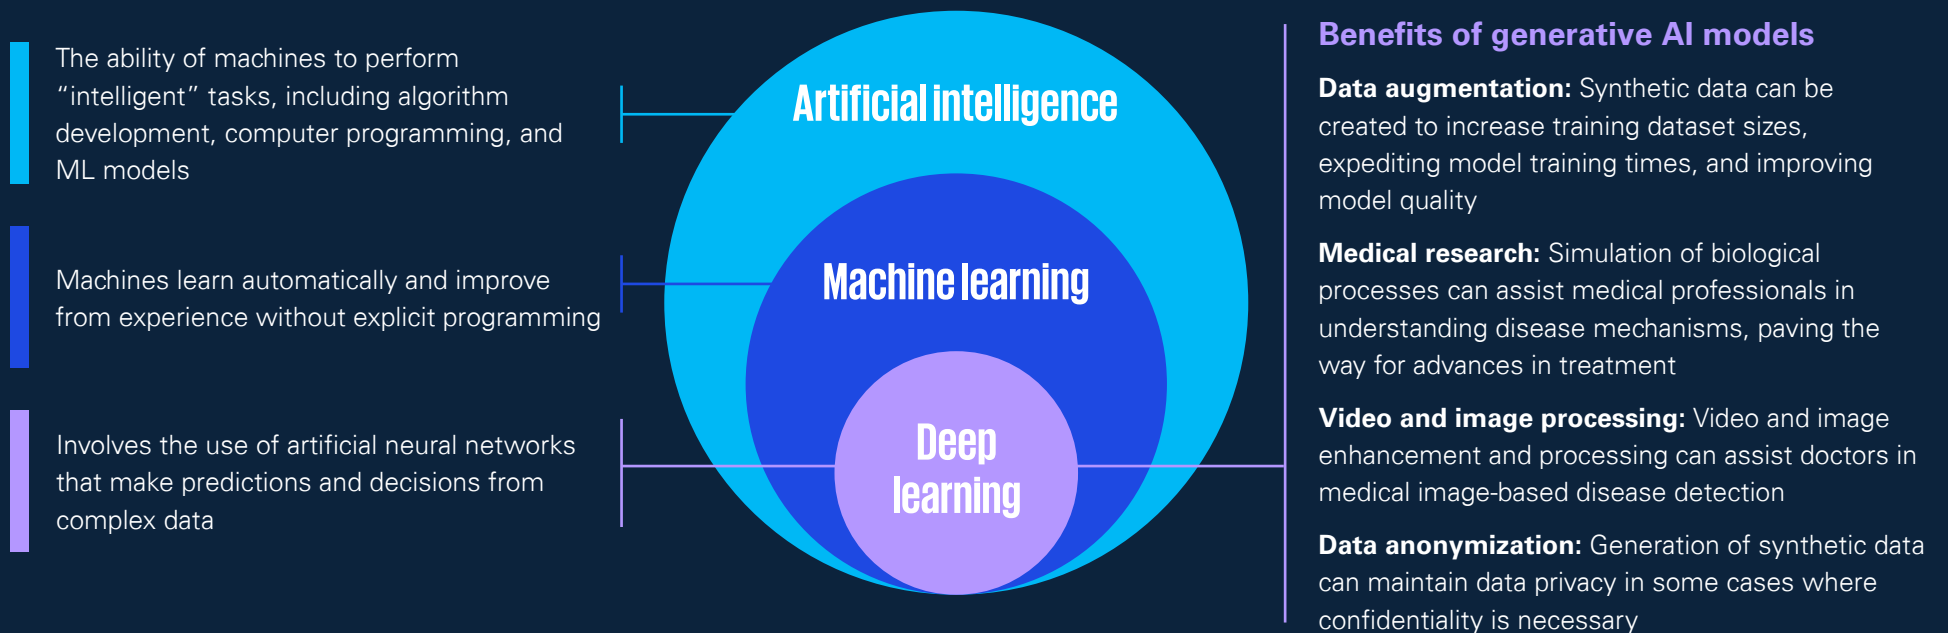 The ability of machines to perform
“intelligent” tasks, including algorithm
development, computer programming, and
ML models
Machines learn automatically and improve
from experience without explicit programming
Involves the use of artificial neural networks
that make predictions and decisions from
complex data
Artificial intelligence
Machine learning
Deep
learning
Benefits of generative AI models
Data augmentation: Synthetic data can be
created to increase training dataset sizes,
expediting model training times, and improving
model quality
Medical research: Simulation of biological
processes can assist medical professionals in
understanding disease mechanisms, paving the
way for advances in treatment
Video and image processing: Video and image
enhancement and processing can assist doctors in
medical image-based disease detection
Data anonymization: Generation of synthetic data
can maintain data privacy in some cases where
confidentiality is necessary